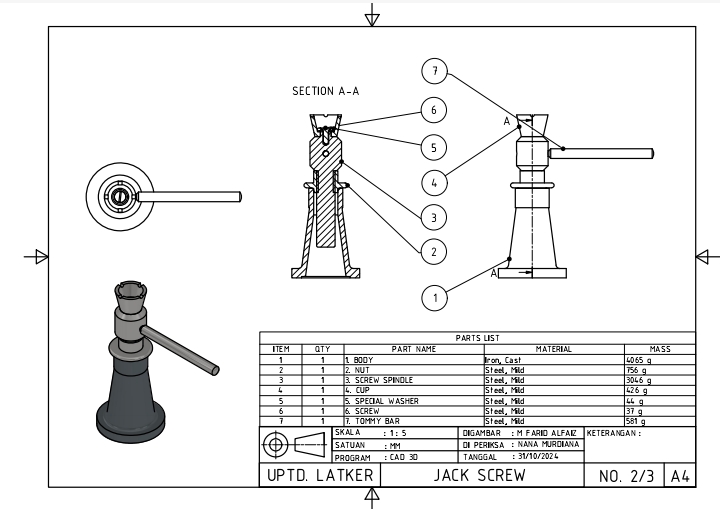 SECTION A-A
7
6
5
4
3
2
1
A
A
PARTS LIST
ITEM QTY PART NAME MATERIAL MASS
1 1 1. BODY Iron, Cast 4065 g
2 1 2. NUT Steel, Mild 756 g
3 1 3. SCREW SPINDLE Steel, Mild 3046 g
4 1 4. CUP Steel, Mild 426 g
5 1 5. SPECIAL WASHER Steel, Mild 44 g
6 1 6. SCREW Steel, Mild 37 g
7 1 7. TOMMY BAR Steel, Mild 581 g
SKALA : 1 : 5 DIGAMBAR : M FARID ALFAIZ KETERANGAN :
SATUAN : MM DI PERIKSA : NANA MURDIANA
PROGRAM : CAD 3D TANGGAL : 31/10/2024
UPTD. LATKER JACK SCREW NO. 2/3 A4